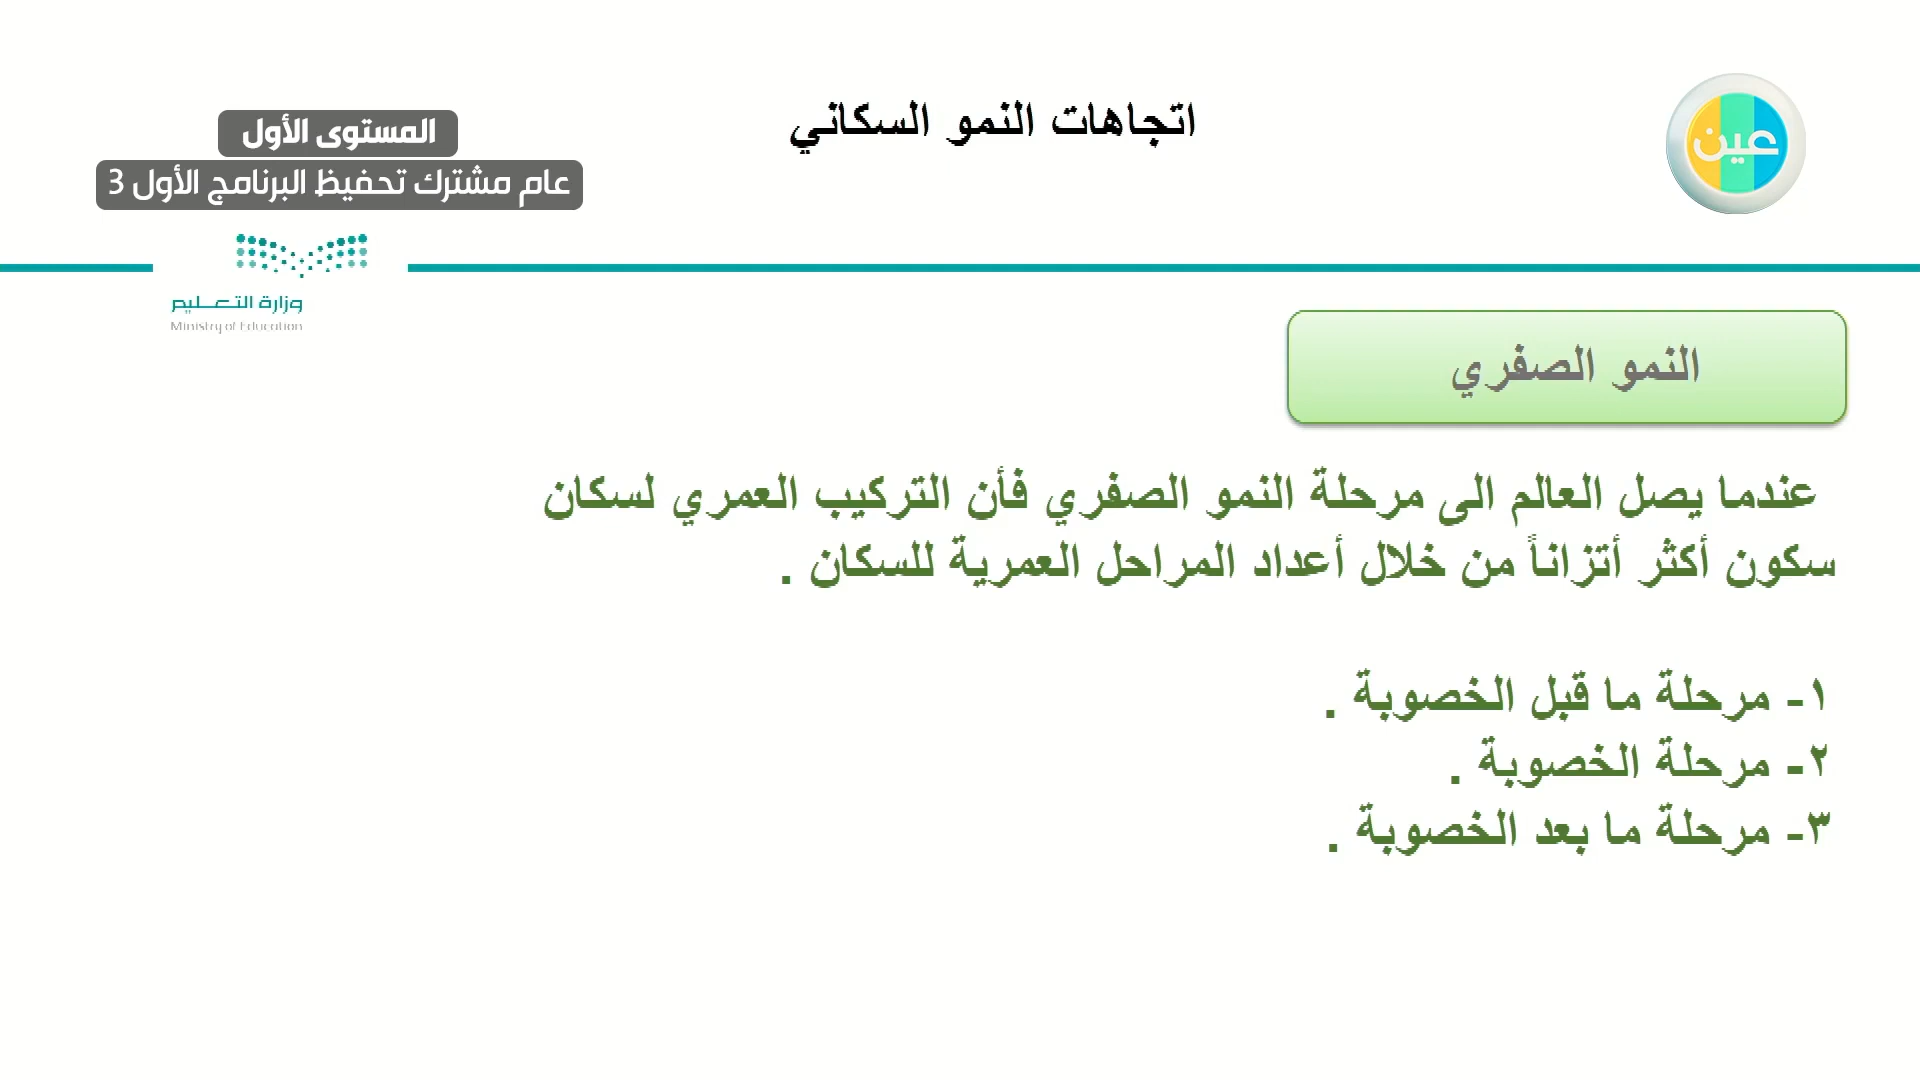 اتجاهات النمو السكاني
عين
المستوى الأول
عام مشترك تحفيظ البرنامج الأول 3
وزارة التعليم
Ministry of Education
النمو الصفري
عندما يصل العالم الى مرحلة النمو الصفري فأن التركيب العمري لسكان
سكون أكثر أتزاناً من خلال أعداد المراحل العمرية للسكان .
١- مرحلة ما قبل الخصوبة .
٢- مرحلة الخصوبة .
٣- مرحلة ما بعد الخصوبة .